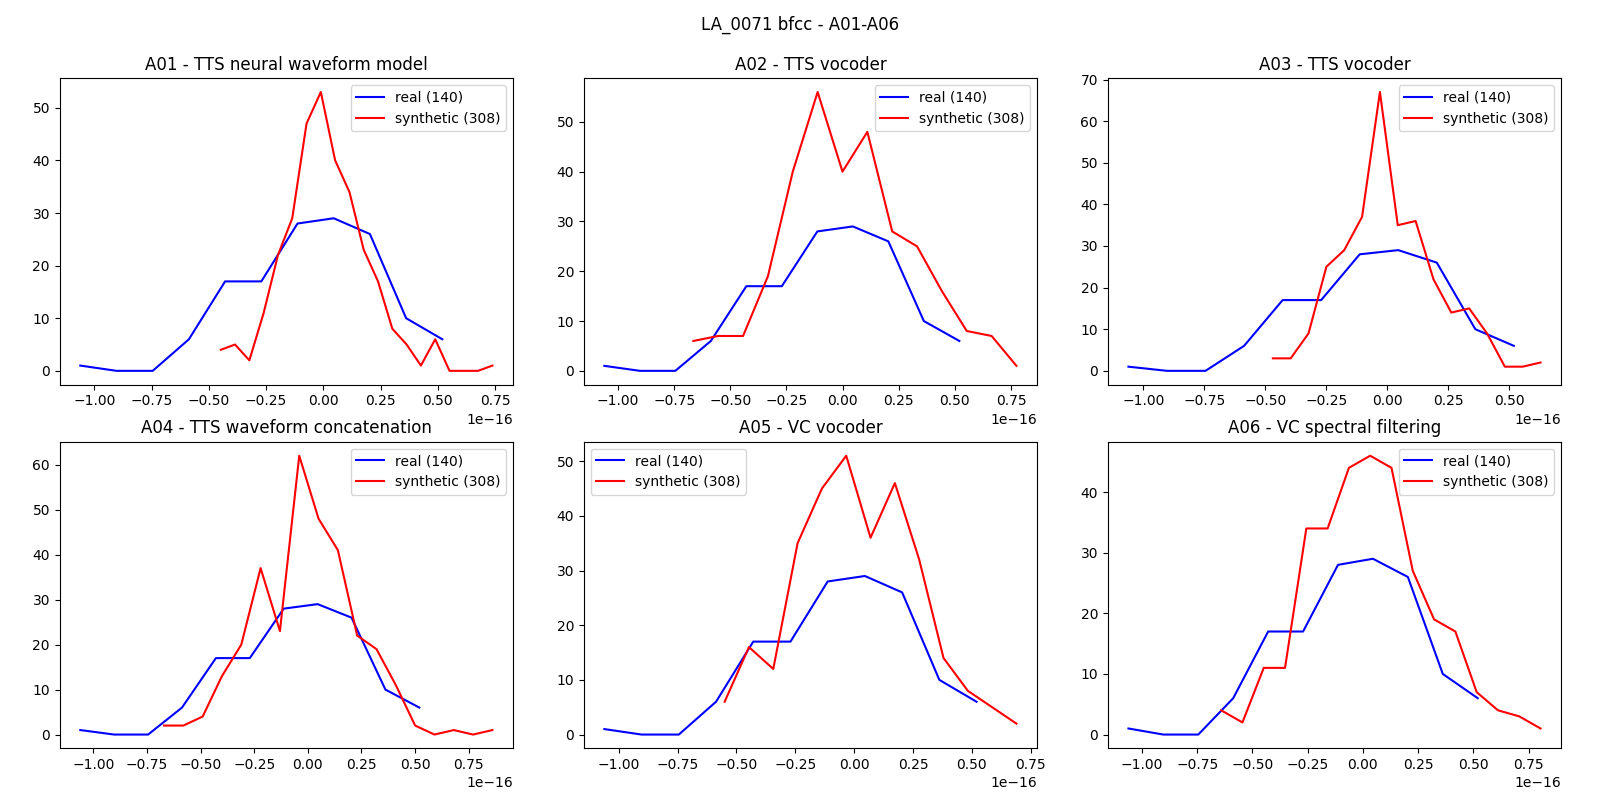 LA_0071 bfcc - A01-A06
A01 - TTS neural waveform model
50
40
30
20
10
0
real (140)
synthetic (308)
−1.00 −0.75 −0.50 −0.25 0.00 0.25 0.50 0.75
1e−16
A02 - TTS vocoder
50
40
30
20
10
0
real (140)
synthetic (308)
−1.00 −0.75 −0.50 −0.25 0.00 0.25 0.50 0.75
1e−16
A03 - TTS vocoder
70
60
50
40
30
20
10
0
real (140)
synthetic (308)
−1.00 −0.75 −0.50 −0.25 0.00 0.25 0.50
1e−16
A04 - TTS waveform concatenation
60
50
40
30
20
10
0
real (140)
synthetic (308)
−1.00 −0.75 −0.50 −0.25 0.00 0.25 0.50 0.75
1e−16
A05 - VC vocoder
50
40
30
20
10
0
real (140)
synthetic (308)
−1.00 −0.75 −0.50 −0.25 0.00 0.25 0.50 0.75
1e−16
A06 - VC spectral filtering
40
30
20
10
0
real (140)
synthetic (308)
−1.00 −0.75 −0.50 −0.25 0.00 0.25 0.50 0.75
1e−16